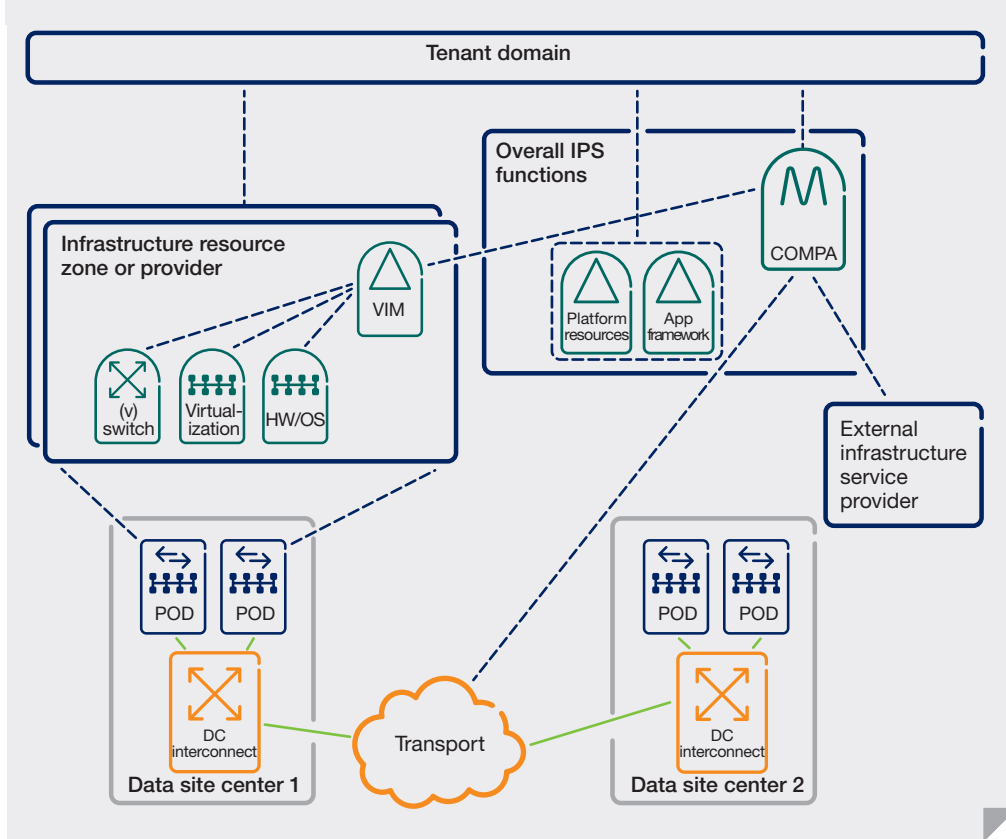 Tenant domain
Overall IPS
functions
COMPA
Platform
resources
App
framework
Infrastructure resource
zone or provider
VIM
(v)
switch
Virtual-
ization
HW/OS
External
infrastructure
service
provider
POD
POD
DC
interconnect
Data site center 1
Transport
POD
POD
DC
interconnect
Data site center 2